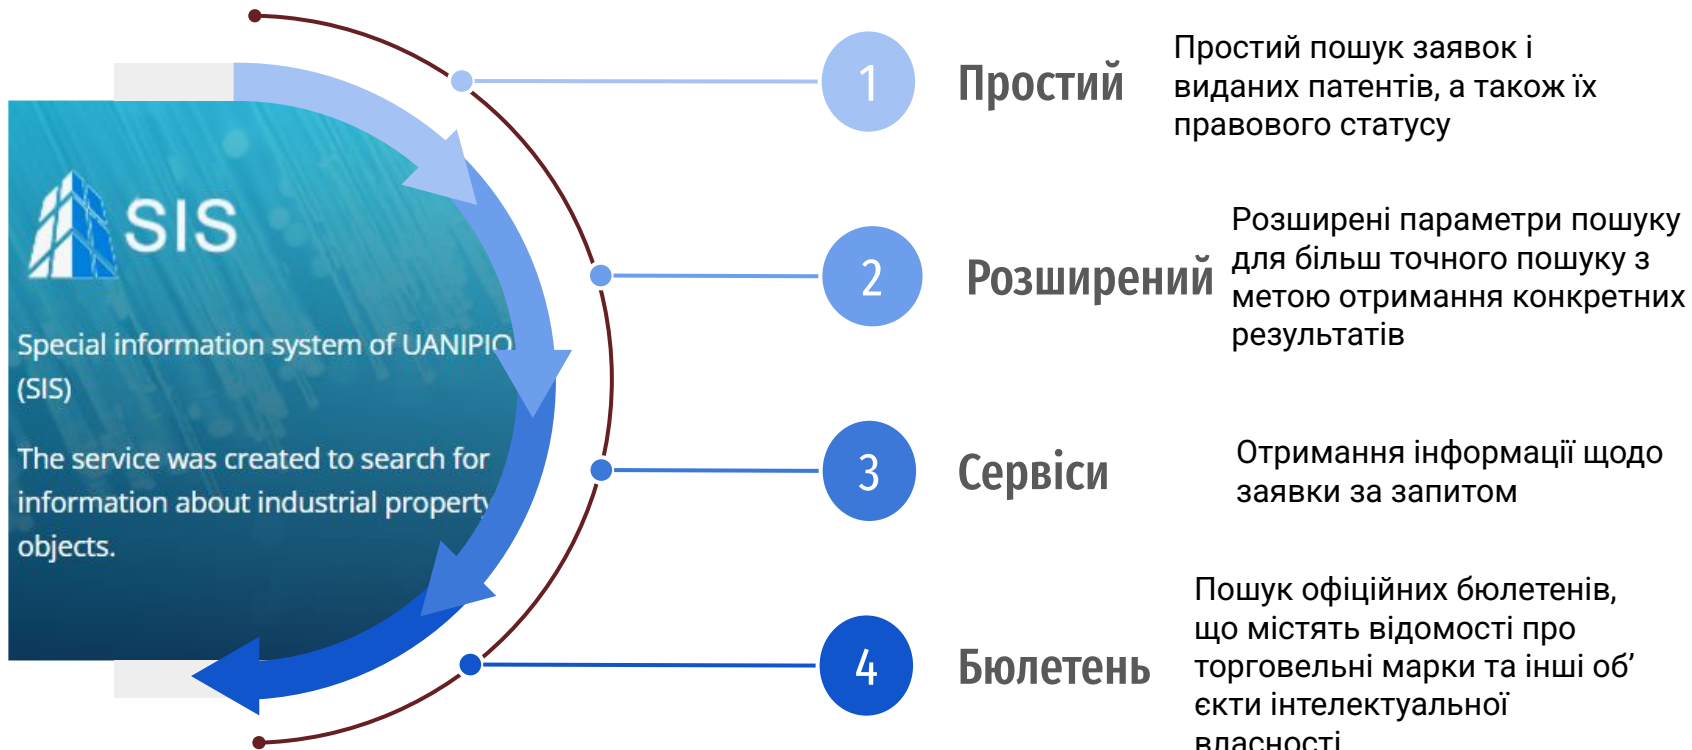 SIS
Special information system of UANIPIO
(SIS)
The service was created to search for
information about industrial property
objects.
1
Простий
Простий пошук заявок і
виданих патентів, а також їх
правового статусу
2
Розширений
Розширені параметри пошуку
для більш точного пошуку з
метою отримання конкретних
результатів
3
Сервіси
Отримання інформації щодо
заявки за запитом
4
Бюлетень
Пошук офіційних бюлетенів,
що містять відомості про
торговельні марки та інші об’
єкти інтелектуальної
власності